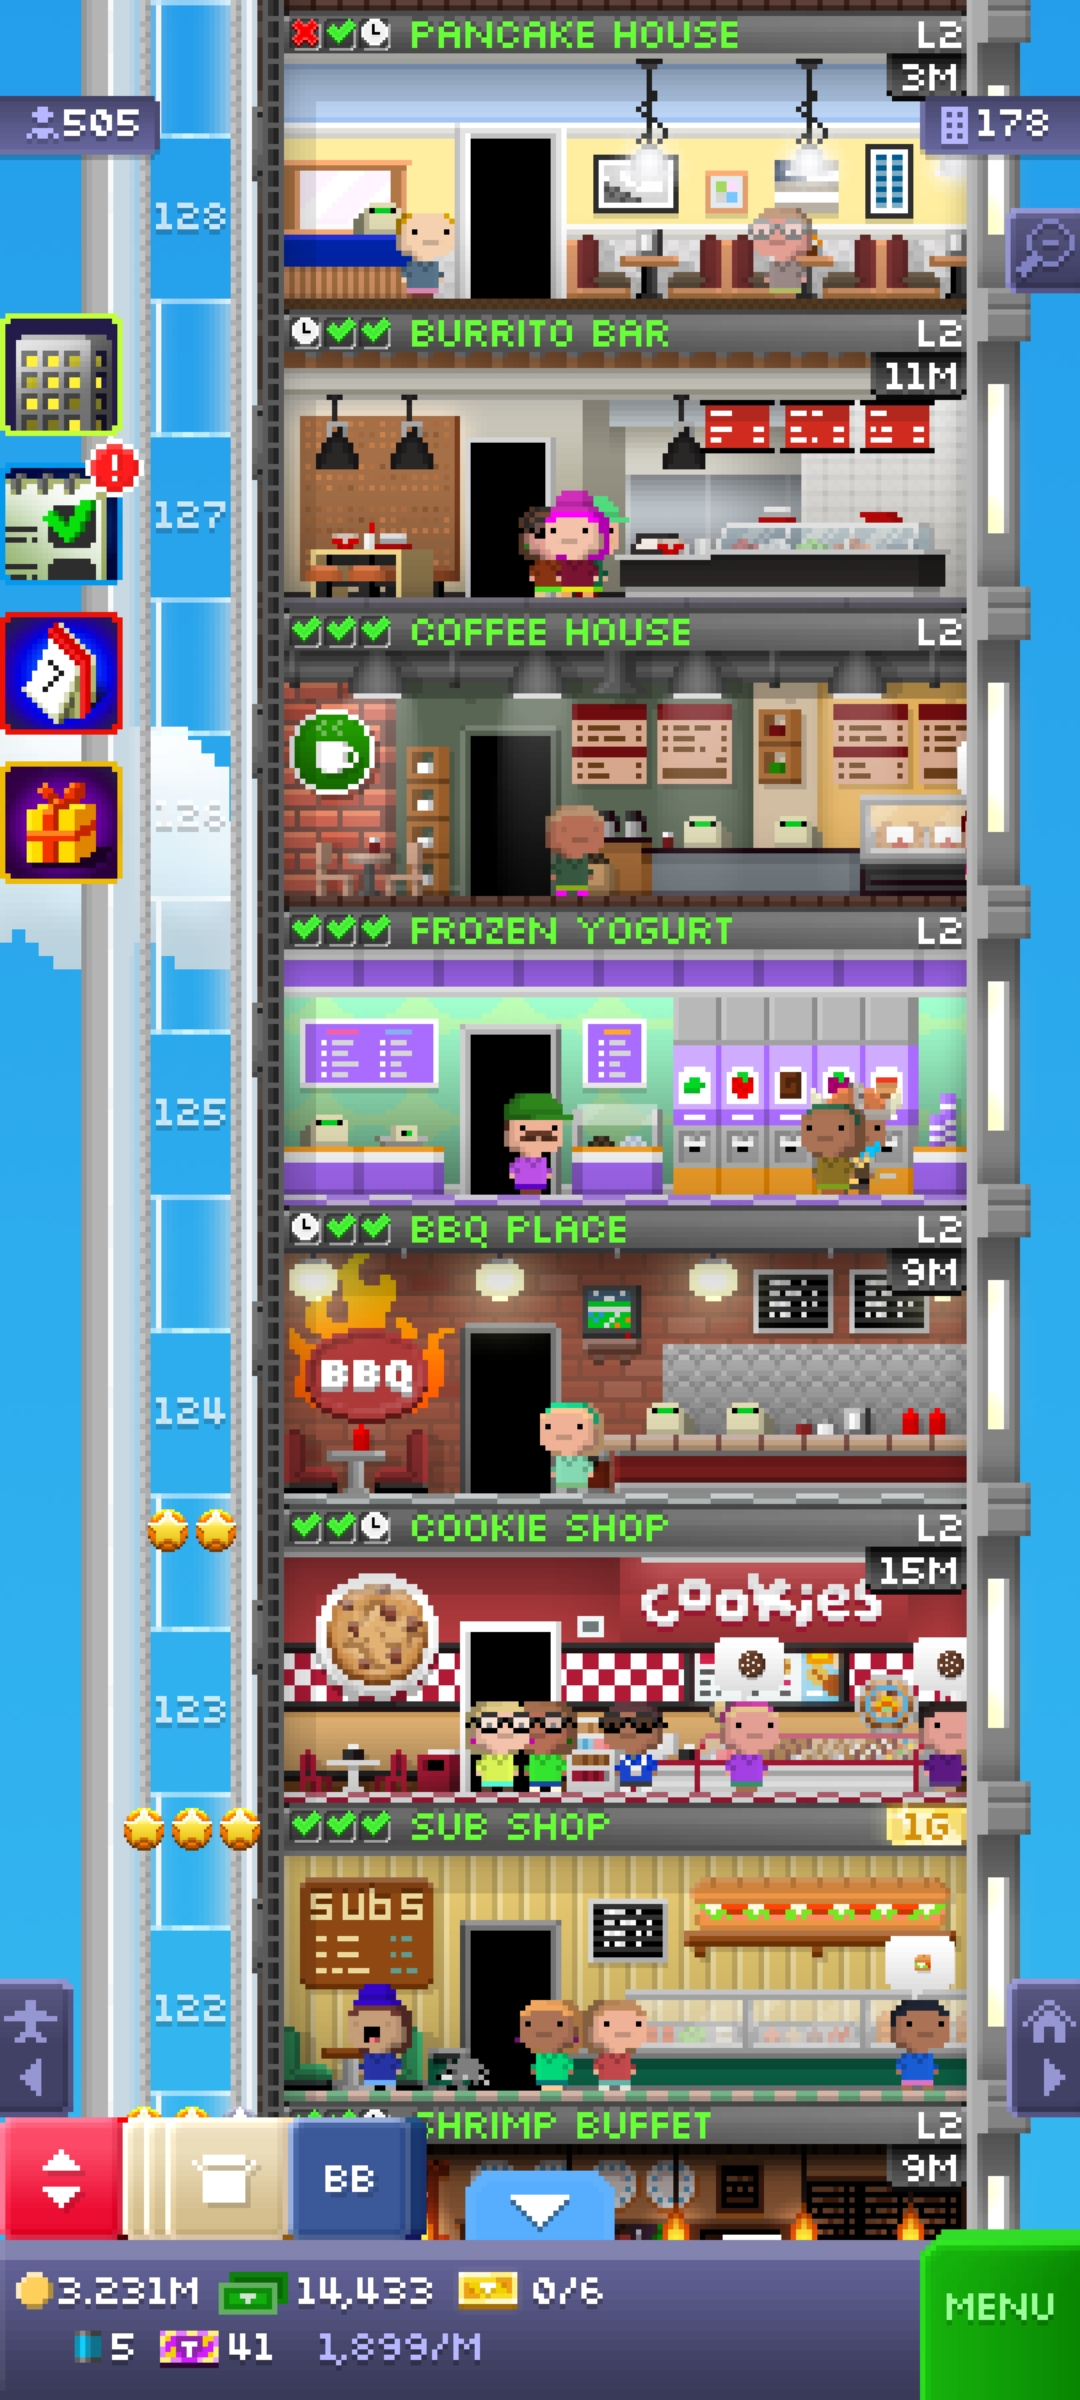 PANCAKE HOUSE L2
3M
505
178
128
BURRITO BAR L2
11M
127
COFFEE HOUSE L2
7
126
FROZEN YOGURT L2
125
BBQ PLACE L2
9M
BBQ
124
COOKIE SHOP L2
15M
cookies
123
SUB SHOP 1G
SUBS
122
SHRIMP BUFFET L2
9M
BB
3.231M 14,433 0/6
5 T 41 1,899/M
MENU